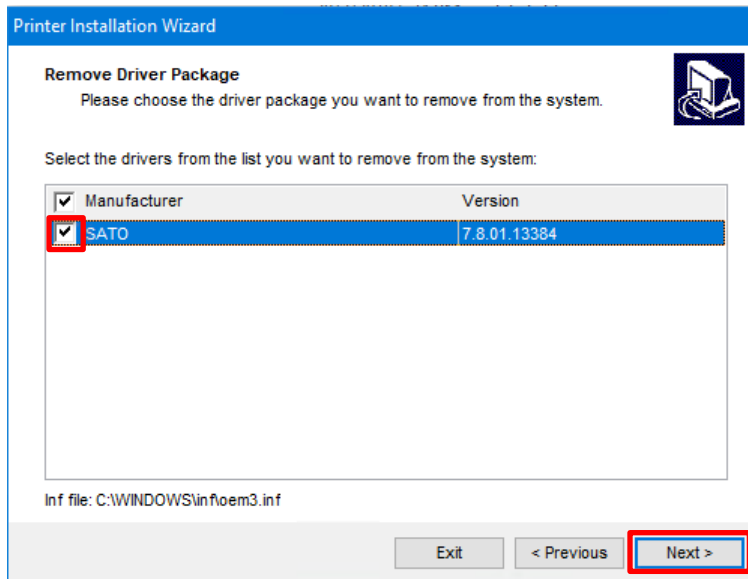 Printer Installation Wizard
Remove Driver Package
Please choose the driver package you want to remove from the system.
Select the drivers from the list you want to remove from the system:
Manufacturer Version
SATO 7.8.01.13384
Inf file: C:\WINDOWS\inf\oem3.inf
Exit < Previous Next >